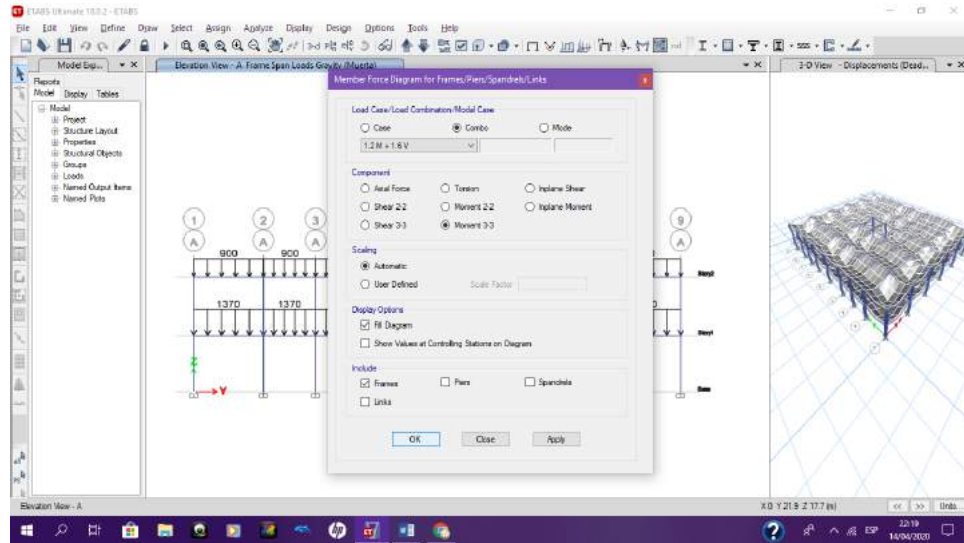 ETABS Ultimate 18.0.2 - ETABS
File Edit View Define Draw Select Assign Analyze Display Design Options Tools Help
Model Exp...
Elevation View - A Frame Span Loads Gravity (Muerta)
3-D View - Displacements (Dead...
Reports
Model Display Tables
Model
Project
Structure Layout
Properties
Structural Objects
Groups
Loads
Named Output Items
Named Plots
Member Force Diagram for Frames/Piers/Spandrels/Links
Load Case/Load Combination/Modal Case
Case Combo Mode
1.2 M + 1.6 V
Component
Axial Force Torsion Inplane Shear
Shear 2-2 Moment 2-2 Inplane Moment
Shear 3-3 Moment 3-3
Scaling
Automatic
User Defined Scale Factor
Display Options
Fill Diagram
Show Values at Controlling Stations on Diagram
Include
Frames Piers Spandrels
Links
OK Close Apply
1 2 3 9
A A A A
900 900
Story2
1370 1370
Story1
Z
Y
Base
Elevation View - A
X 0 Y 21.9 Z 17.7 (m)
Units...
ESP
22:19
14/04/2020